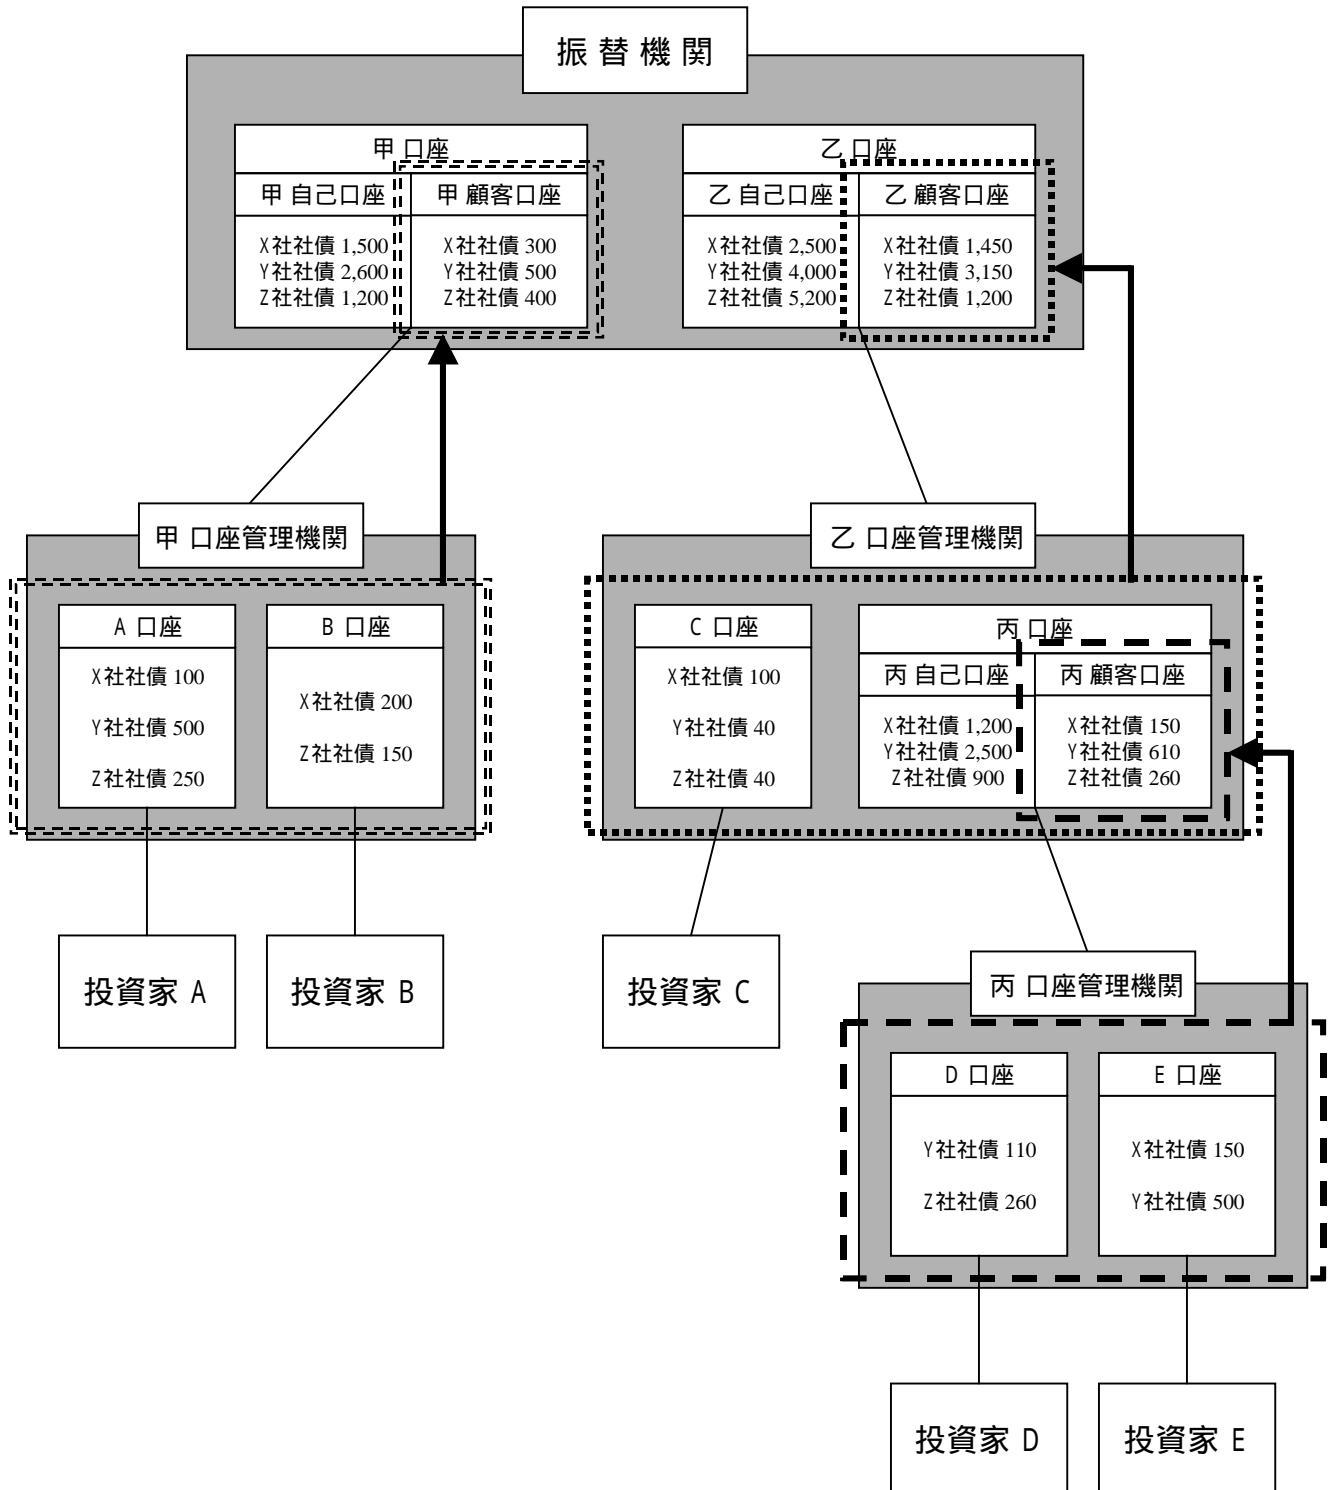 振替機関
甲 口座
甲 自己口座
甲 顧客口座
X社社債 1,500
Y社社債 2,600
Z社社債 1,200
X社社債 300
Y社社債 500
Z社社債 400
乙 口座
乙 自己口座
乙 顧客口座
X社社債 2,500
Y社社債 4,000
Z社社債 5,200
X社社債 1,450
Y社社債 3,150
Z社社債 1,200
甲 口座管理機関
A 口座
X社社債 100
Y社社債 500
Z社社債 250
B 口座
X社社債 200
Z社社債 150
乙 口座管理機関
C 口座
X社社債 100
Y社社債 40
Z社社債 40
丙 口座
丙 自己口座
丙 顧客口座
X社社債 1,200
Y社社債 2,500
Z社社債 900
X社社債 150
Y社社債 610
Z社社債 260
投資家 A
投資家 B
投資家 C
丙 口座管理機関
D 口座
Y社社債 110
Z社社債 260
E 口座
X社社債 150
Y社社債 500
投資家 D
投資家 E